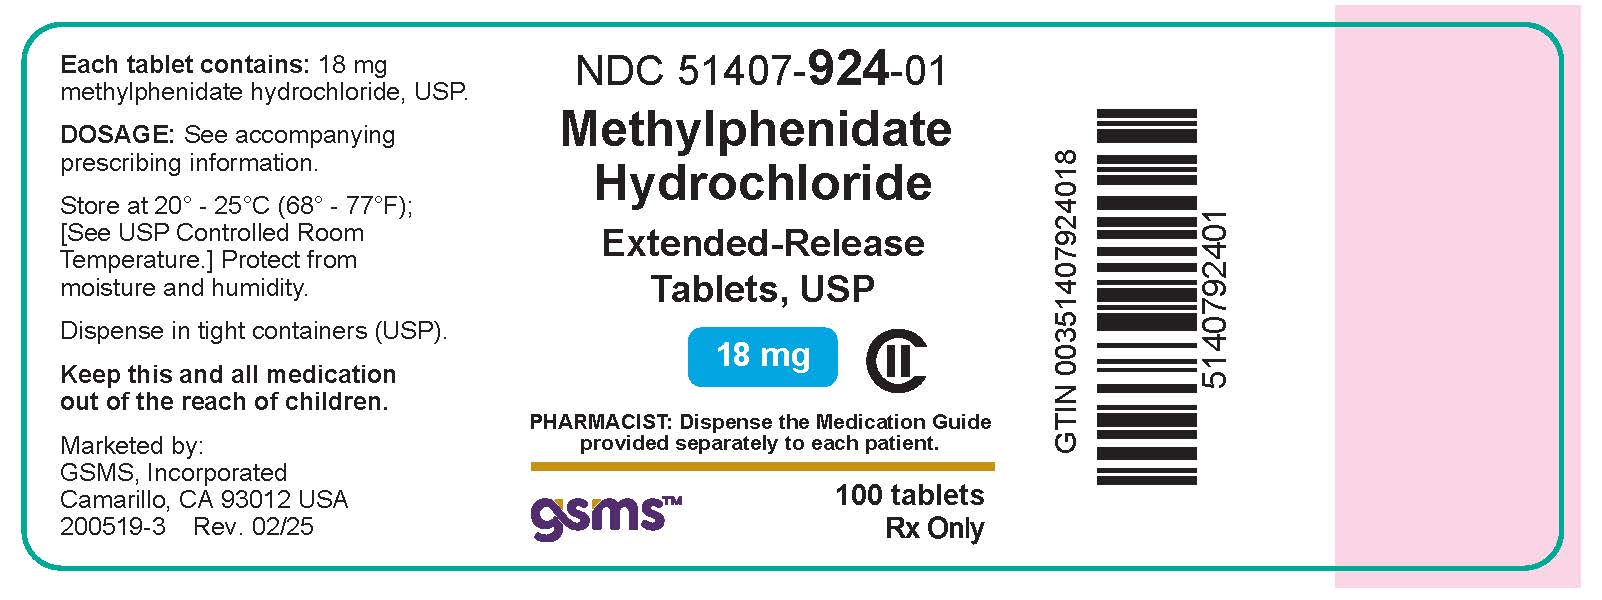 Each tablet contains: 18 mg
methylphenidate hydrochloride, USP.
DOSAGE: See accompanying
prescribing information.
Store at 20° - 25°C (68° - 77°F);
[See USP Controlled Room
Temperature.] Protect from
moisture and humidity.
Dispense in tight containers (USP).
Keep this and all medication
out of the reach of children.
Marketed by:
GSMS, Incorporated
Camarillo, CA 93012 USA
200519-3 Rev. 02/25
NDC 51407-924-01
Methylphenidate
Hydrochloride
Extended-Release
Tablets, USP
18 mg
CII
PHARMACIST: Dispense the Medication Guide
provided separately to each patient.
gsms™
100 tablets
Rx Only
GTIN 00351407924018
5140792401